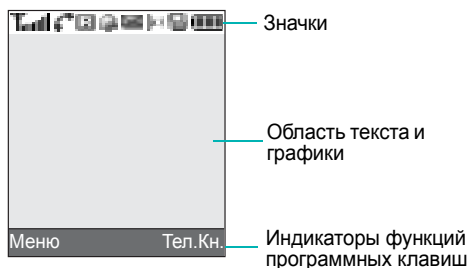 Значки
Область текста и
графики
Меню Тел.Кн.
Индикаторы функций
программных клавиш